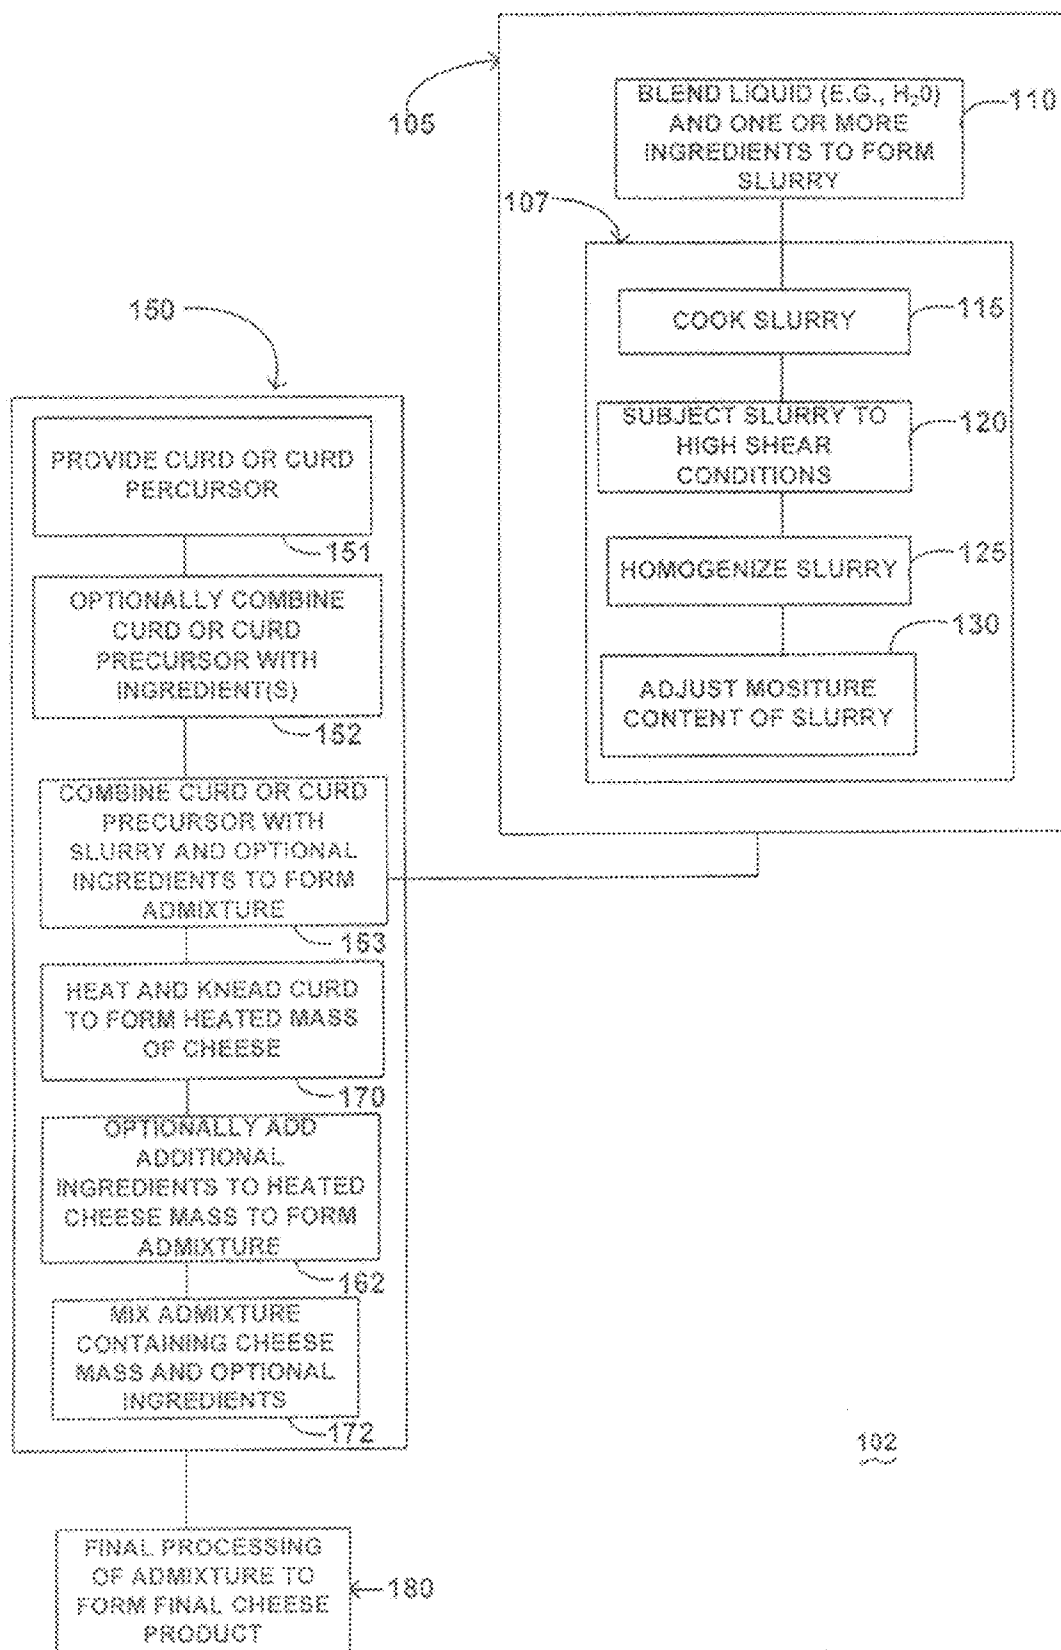 105
BLEND LIQUID (E.G., H₂0)
AND ONE OR MORE
INGREDIENTS TO FORM
SLURRY
110
107
COOK SLURRY
115
SUBJECT SLURRY TO
HIGH SHEAR
CONDITIONS
120
HOMOGENIZE SLURRY
125
ADJUST MOSITURE
CONTENT OF SLURRY
130
150
PROVIDE CURD OR CURD
PERCURSOR
151
OPTIONALLY COMBINE
CURD OR CURD
PRECURSOR WITH
INGREDIENT(S)
152
COMBINE CURD OR CURD
PRECURSOR WITH
SLURRY AND OPTIONAL
INGREDIENTS TO FORM
ADMIXTURE
153
HEAT AND KNEAD CURD
TO FORM HEATED MASS
OF CHEESE
170
OPTIONALLY ADD
ADDITIONAL
INGREDIENTS TO HEATED
CHEESE MASS TO FORM
ADMIXTURE
162
MIX ADMIXTURE
CONTAINING CHEESE
MASS AND OPTIONAL
INGREDIENTS
172
102
FINAL PROCESSING
OF ADMIXTURE TO
FORM FINAL CHEESE
PRODUCT
180